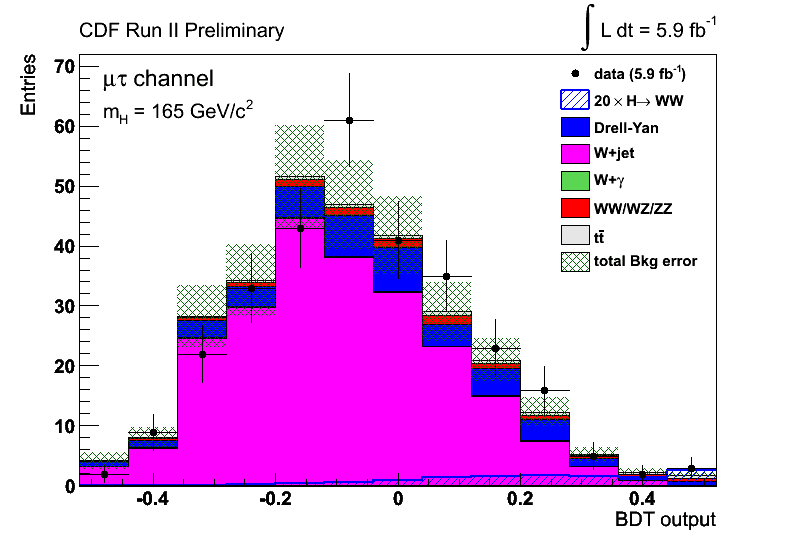 CDF Run II Preliminary
∫ L dt = 5.9 fb⁻¹
Entries
μτ channel
m_H = 165 GeV/c²
data (5.9 fb⁻¹)
20 × H→ WW
Drell-Yan
W+jet
W+γ
WW/WZ/ZZ
tt̄
total Bkg error
70
60
50
40
30
20
10
0
-0.4 -0.2 0 0.2 0.4
BDT output